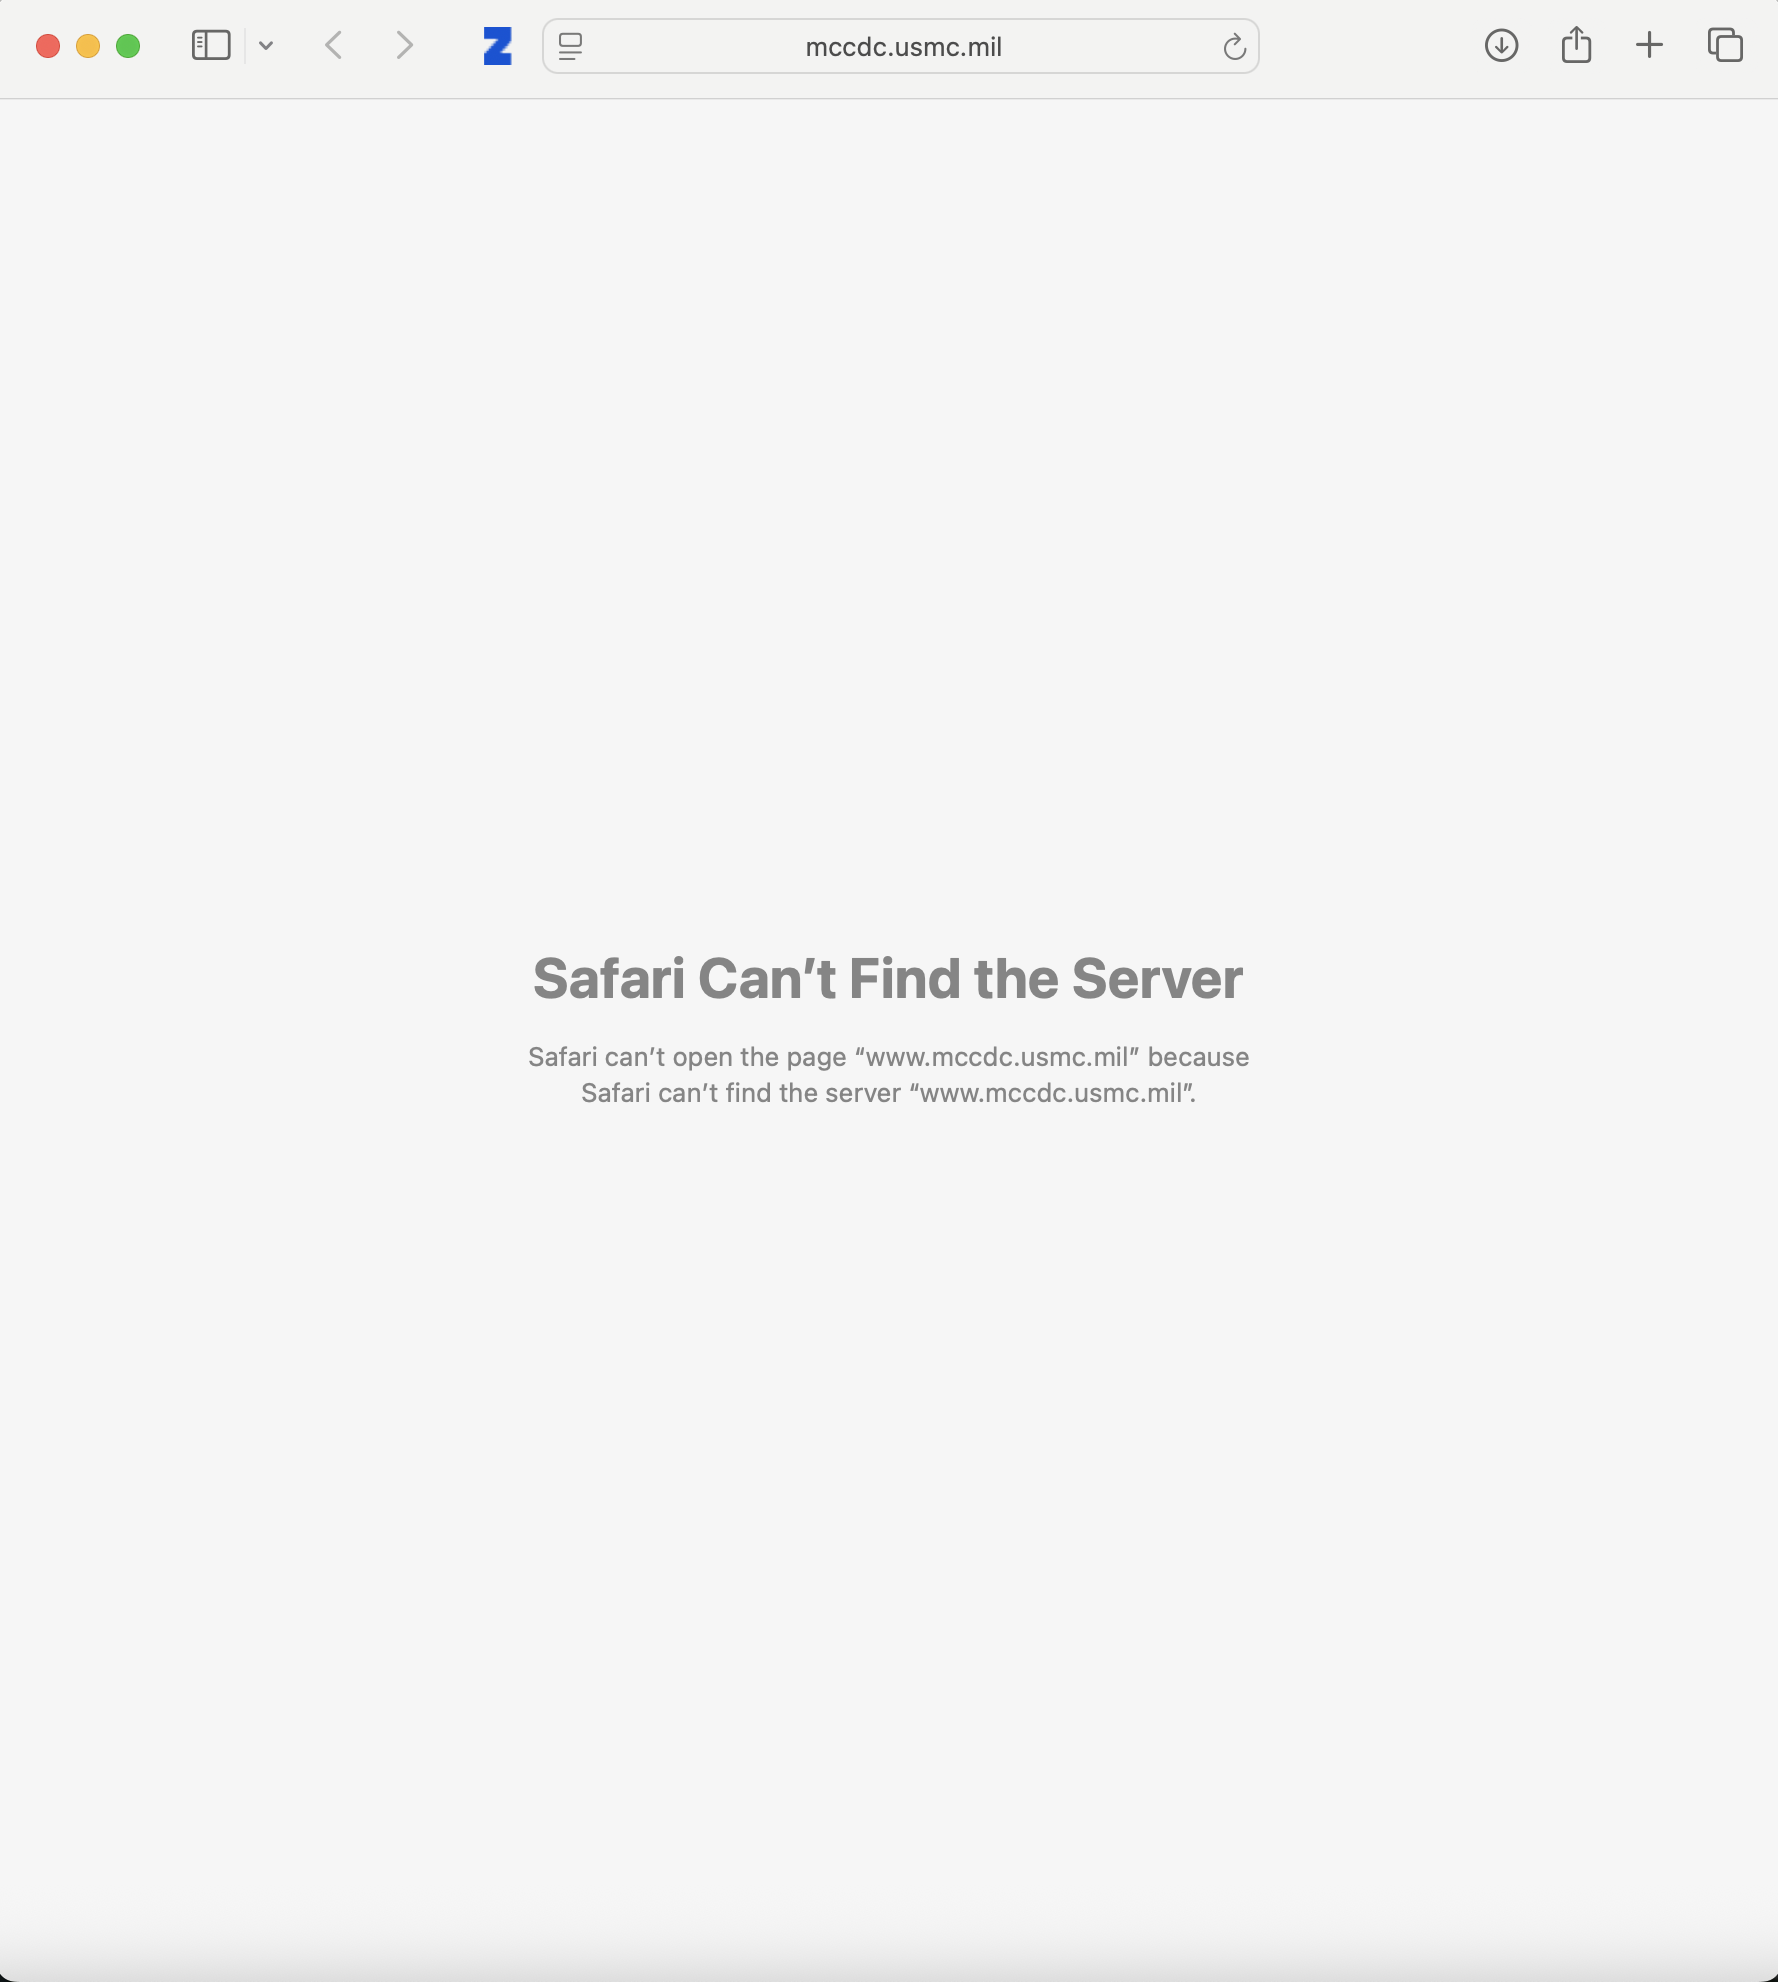 mccdc.usmc.mil
Safari Can’t Find the Server
Safari can’t open the page “www.mccdc.usmc.mil” because
Safari can’t find the server “www.mccdc.usmc.mil”.